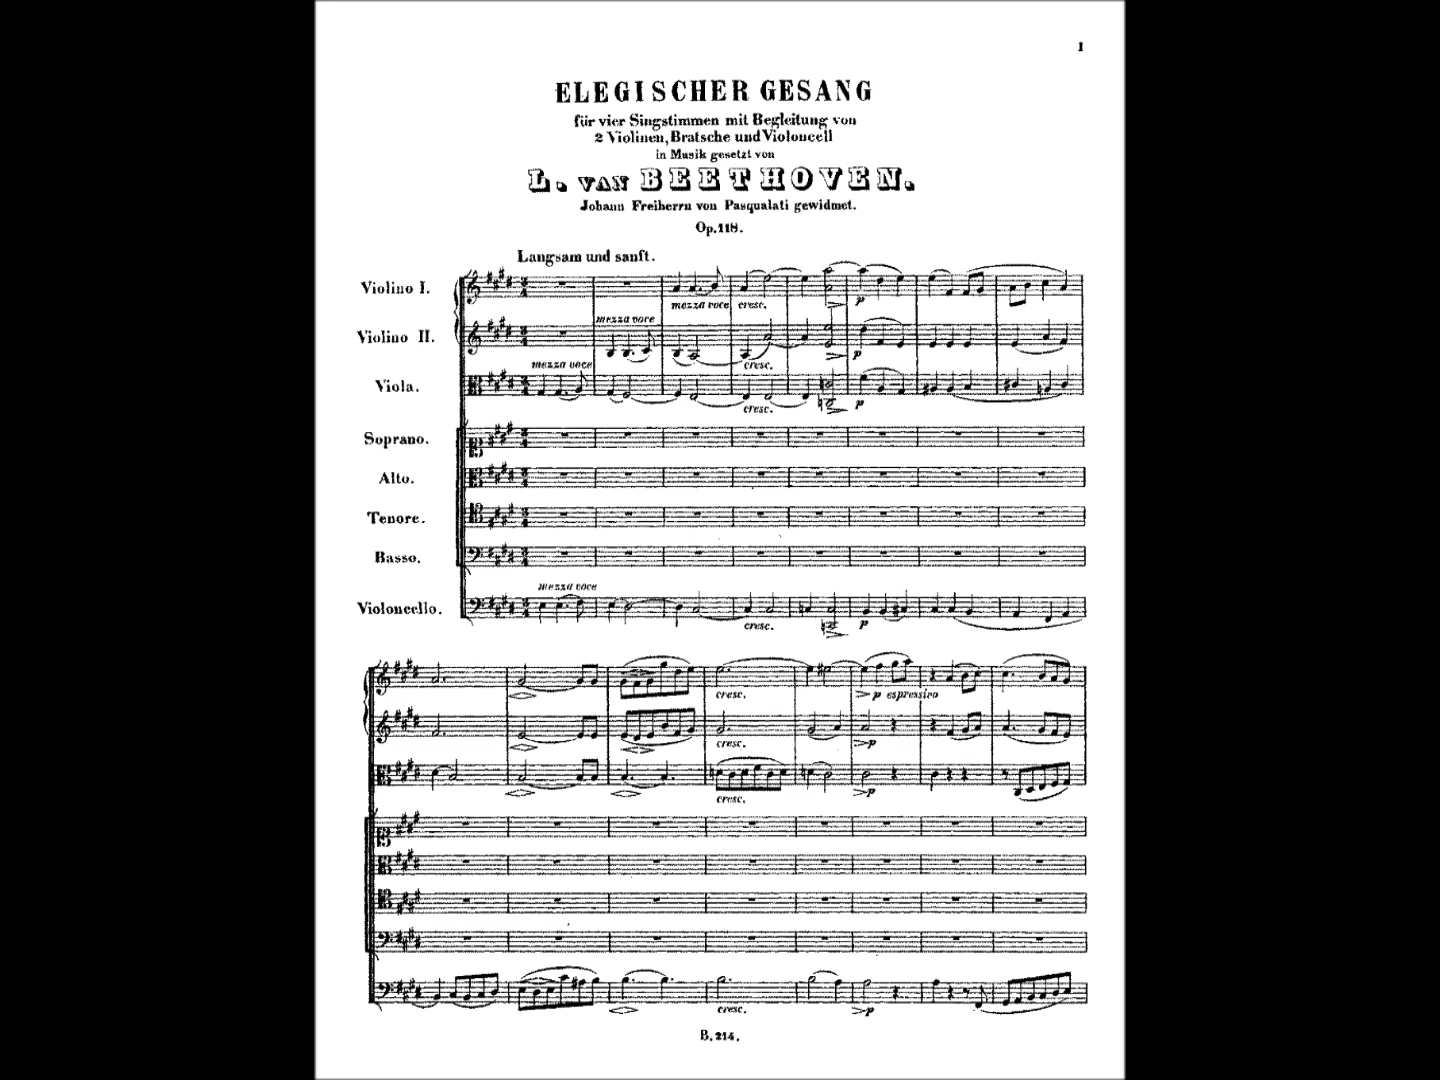 1
ELEGISCHER GESANG
für vier Singstimmen mit Begleitung von
2 Violinen, Bratsche und Violoncell
in Musik gesetzt von
L. VAN BEETHOVEN.
Johann Freiherrn von Pasqualati gewidmet.
Op. 118.
Langsam und sanft.
Violino I.
mezza voce cresc. p
mezza voce
Violino II.
cresc. p
mezza voce
Viola.
cresc. p
Soprano.
Alto.
Tenore.
Basso.
mezza voce
Violoncello.
cresc. p
cresc. p espressivo
cresc. p
cresc. p
cresc. p
B. 214.